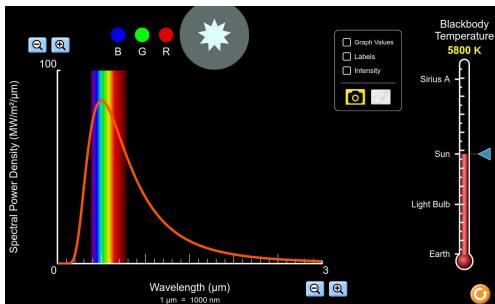 Blackbody
Temperature
5800 K
B G R
Graph Values
Labels
Intensity
100
Spectral Power Density (MW/m²/μm)
Sirius A
Sun
Light Bulb
Earth
0
3
Wavelength (μm)
1 μm = 1000 nm